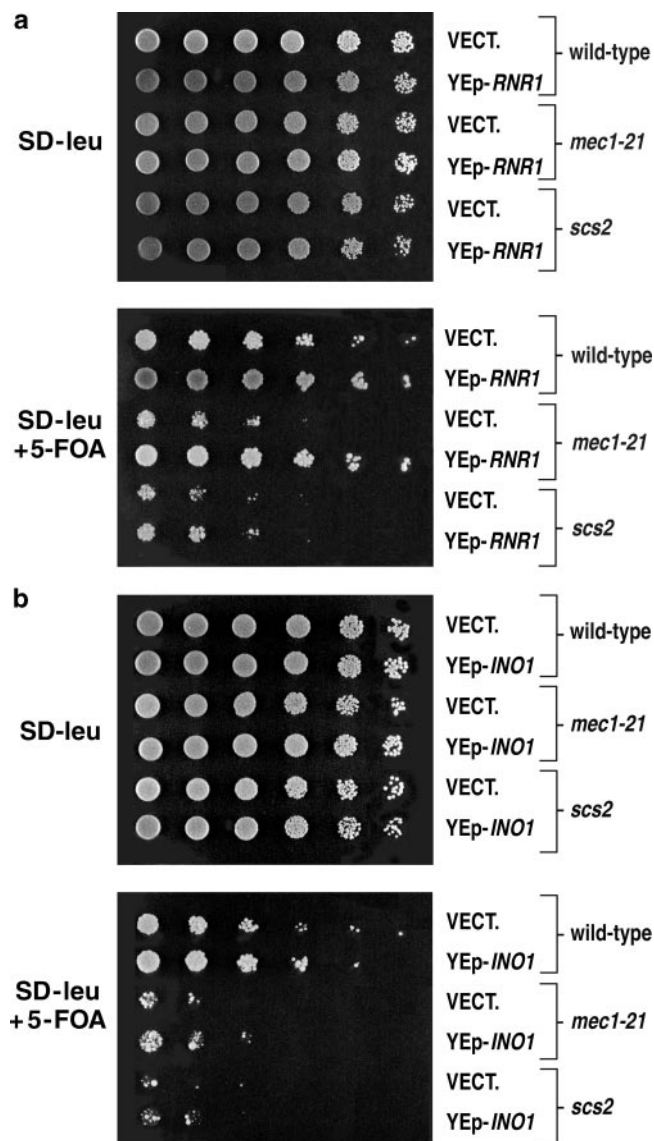 a
SD-leu
VECT.
YEp-RNR1
wild-type
VECT.
YEp-RNR1
mec1-21
VECT.
YEp-RNR1
scs2
SD-leu
+5-FOA
VECT.
YEp-RNR1
wild-type
VECT.
YEp-RNR1
mec1-21
VECT.
YEp-RNR1
scs2
b
SD-leu
VECT.
YEp-INO1
wild-type
VECT.
YEp-INO1
mec1-21
VECT.
YEp-INO1
scs2
SD-leu
+5-FOA
VECT.
YEp-INO1
wild-type
VECT.
YEp-INO1
mec1-21
VECT.
YEp-INO1
scs2